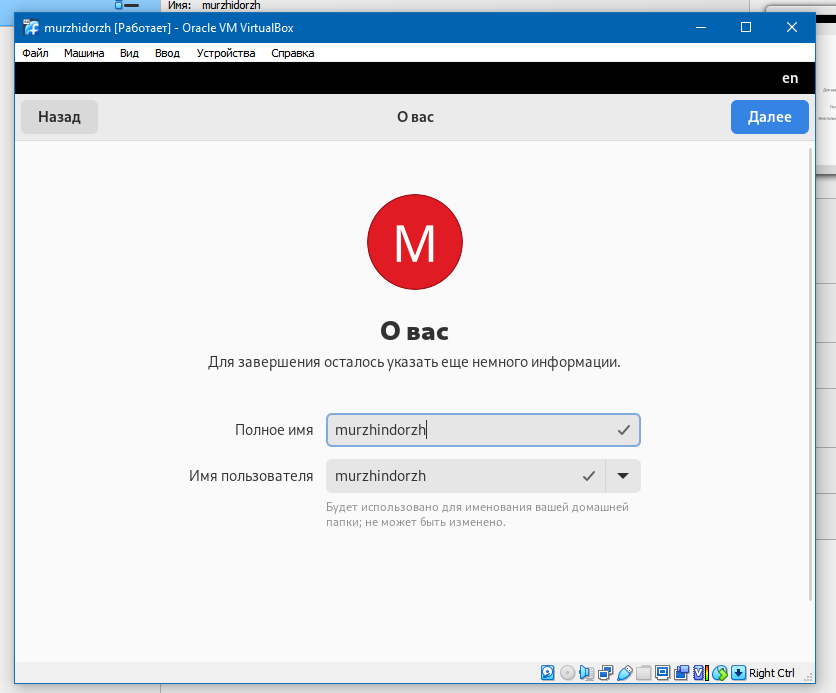 Имя: murzhidorzh
murzhidorzh [Работает] - Oracle VM VirtualBox
Файл Машина Вид Ввод Устройства Справка
en
Назад О вас Далее
M
О вас
Для завершения осталось указать еще немного информации.
Полное имя murzhindorzh
Имя пользователя murzhindorzh
Будет использовано для именования вашей домашней
папки; не может быть изменено.
Right Ctrl